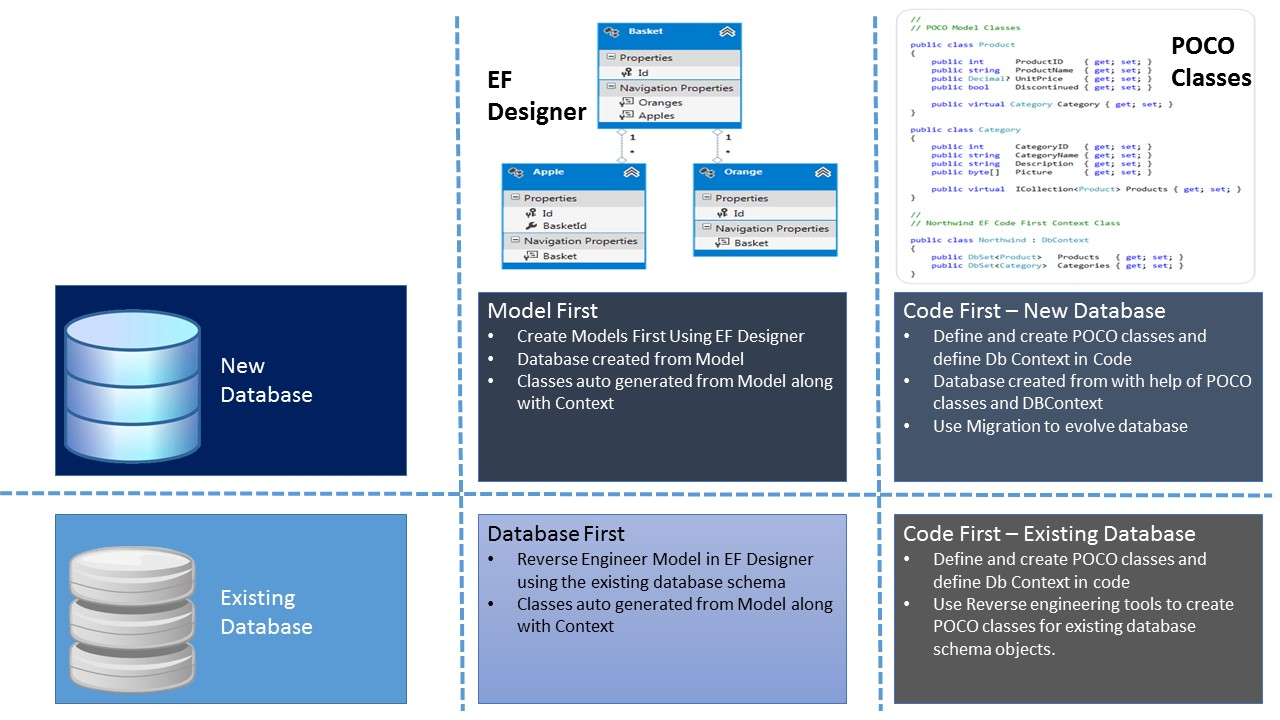 EF
Designer
Basket
Properties
Id
Navigation Properties
Oranges
Apples
1
*
1
*
Apple
Properties
Id
BasketId
Navigation Properties
Basket
Orange
Properties
Id
Navigation Properties
Basket
POCO
Classes
//
// POCO Model Classes
public class Product
{
public int ProductID { get; set; }
public string ProductName { get; set; }
public Decimal? UnitPrice { get; set; }
public bool Discontinued { get; set; }
public virtual Category Category { get; set; }
}
public class Category
{
public int CategoryID { get; set; }
public string CategoryName { get; set; }
public string Description { get; set; }
public byte[] Picture { get; set; }
public virtual ICollection<Product> Products { get; set; }
}
//
// Northwind EF Code First Context Class
public class Northwind : DbContext
{
public DbSet<Product> Products { get; set; }
public DbSet<Category> Categories { get; set; }
}
New
Database
Model First
• Create Models First Using EF Designer
• Database created from Model
• Classes auto generated from Model along
with Context
Code First – New Database
• Define and create POCO classes and
define Db Context in Code
• Database created from with help of POCO
classes and DBContext
• Use Migration to evolve database
Existing
Database
Database First
• Reverse Engineer Model in EF Designer
using the existing database schema
• Classes auto generated from Model along
with Context
Code First – Existing Database
• Define and create POCO classes and
define Db Context in code
• Use Reverse engineering tools to create
POCO classes for existing database
schema objects.